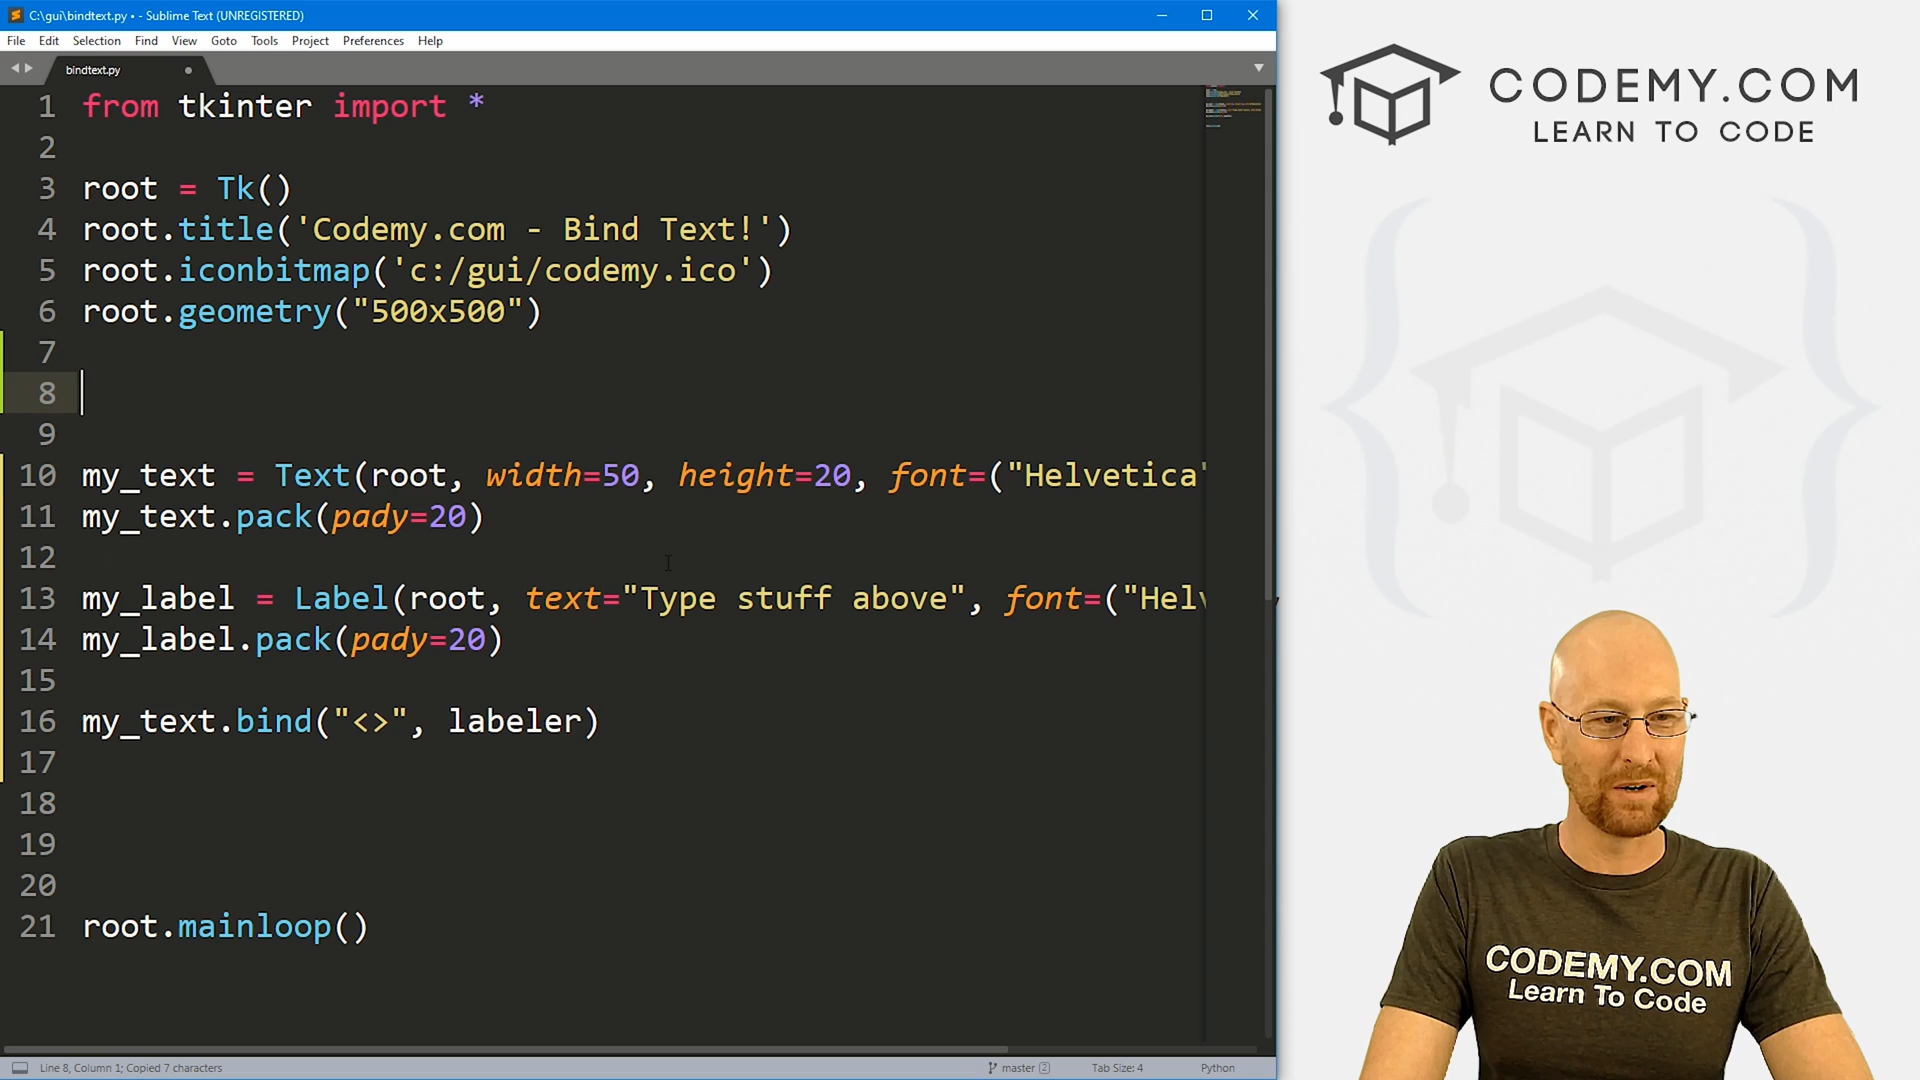 C:\gui\bindtext.py • - Sublime Text (UNREGISTERED)
File Edit Selection Find View Goto Tools Project Preferences Help
bindtext.py
1 from tkinter import *
2
3 root = Tk()
4 root.title('Codemy.com - Bind Text!')
5 root.iconbitmap('c:/gui/codemy.ico')
6 root.geometry("500x500")
7
8
9
10 my_text = Text(root, width=50, height=20, font=("Helvetica"
11 my_text.pack(pady=20)
12
13 my_label = Label(root, text="Type stuff above", font=("Helv
14 my_label.pack(pady=20)
15
16 my_text.bind("<>", labeler)
17
18
19
20
21 root.mainloop()
Line 8, Column 1; Copied 7 characters
master 2
Tab Size: 4
Python
CODEMY.COM
LEARN TO CODE
CODEMY.COM
Learn To Code